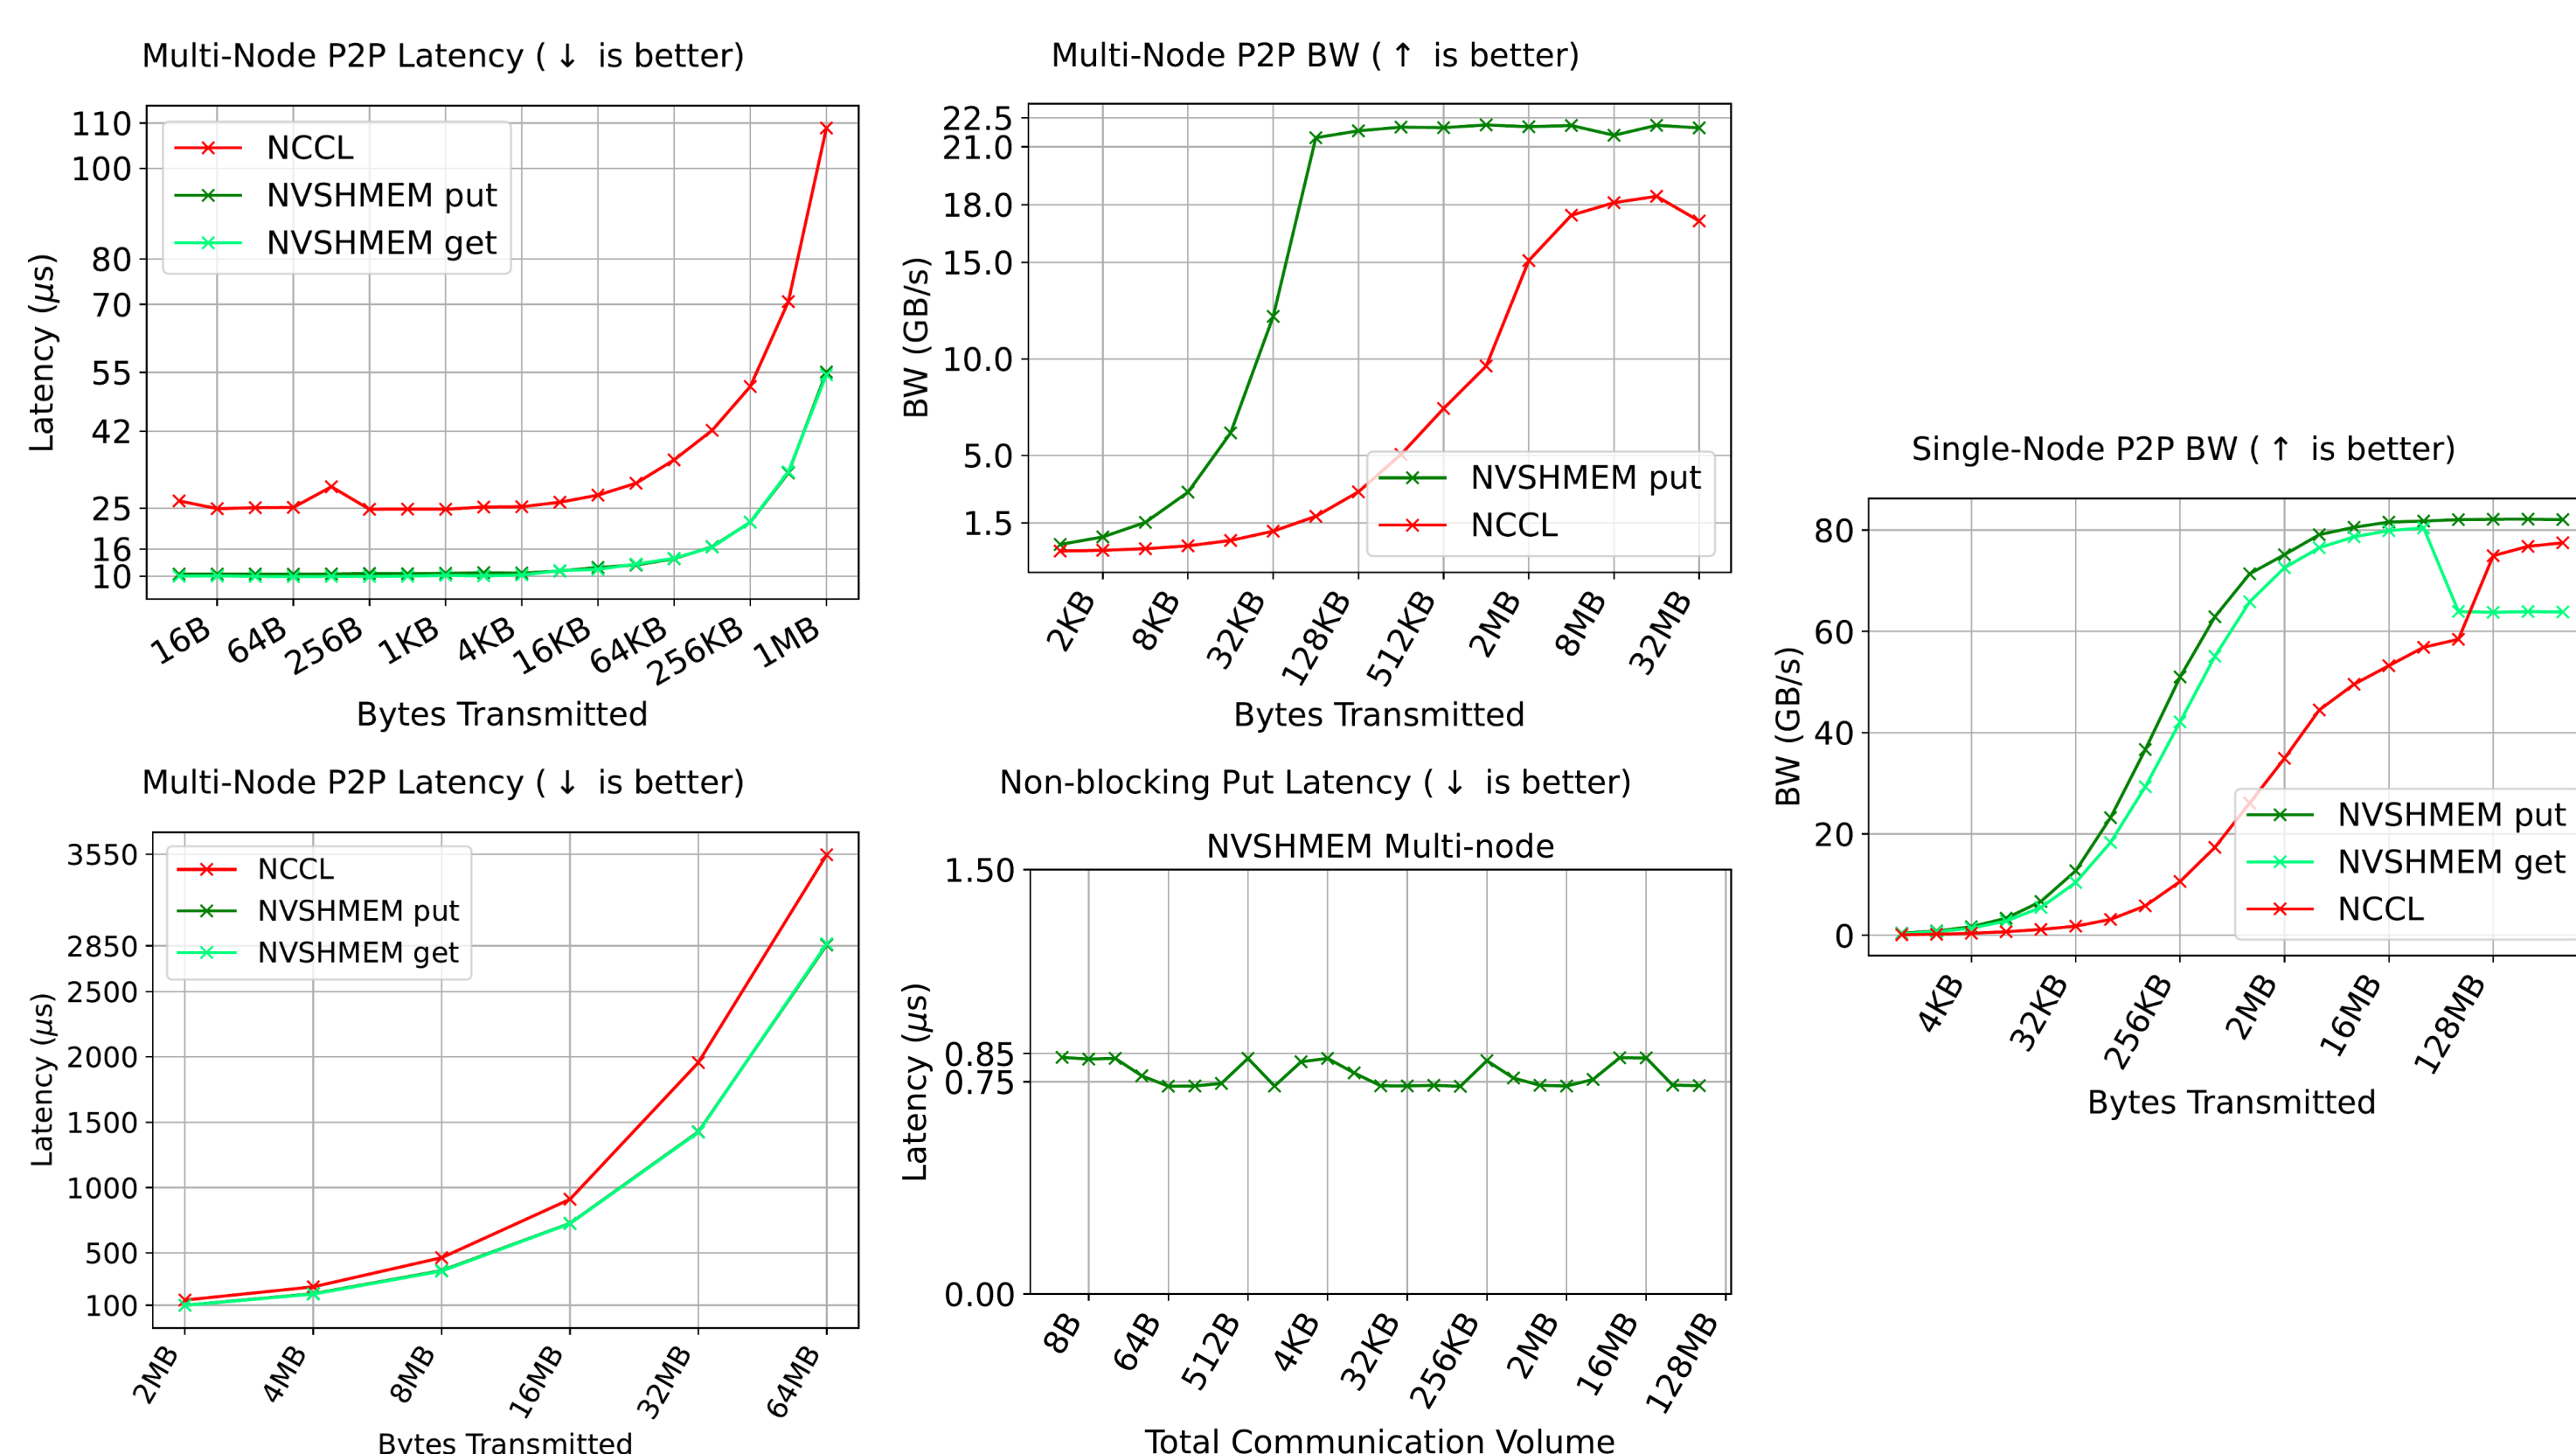 Multi-Node P2P Latency ( ↓ is better)
110
100
80
70
55
42
25
16
10
Latency (μs)
NCCL
NVSHMEM put
NVSHMEM get
16B
64B
256B
1KB
4KB
16KB
64KB
256KB
1MB
Bytes Transmitted
Multi-Node P2P BW ( ↑ is better)
22.5
21.0
18.0
15.0
10.0
5.0
1.5
BW (GB/s)
NVSHMEM put
NCCL
2KB
8KB
32KB
128KB
512KB
2MB
8MB
32MB
Bytes Transmitted
Multi-Node P2P Latency ( ↓ is better)
3550
2850
2500
2000
1500
1000
500
100
Latency (μs)
NCCL
NVSHMEM put
NVSHMEM get
2MB
4MB
8MB
16MB
32MB
64MB
Bytes Transmitted
Non-blocking Put Latency ( ↓ is better)
NVSHMEM Multi-node
1.50
0.85
0.75
0.00
Latency (μs)
8B
64B
512B
4KB
32KB
256KB
2MB
16MB
128MB
Total Communication Volume
Single-Node P2P BW ( ↑ is better)
80
60
40
20
0
BW (GB/s)
NVSHMEM put
NVSHMEM get
NCCL
4KB
32KB
256KB
2MB
16MB
128MB
Bytes Transmitted